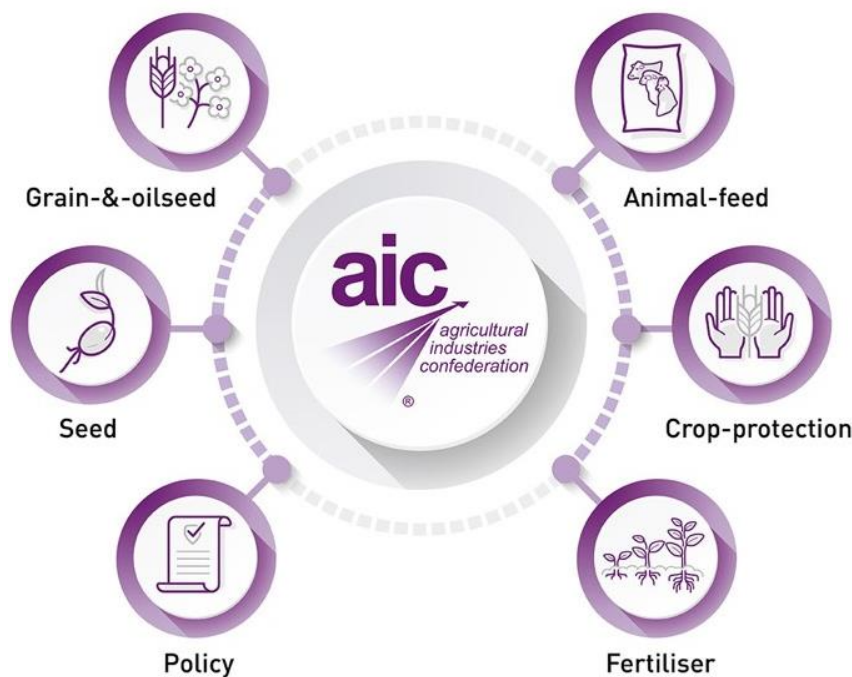 Grain-&-oilseed
Animal-feed
aic
agricultural
industries
confederation
®
Seed
Crop-protection
Policy
Fertiliser